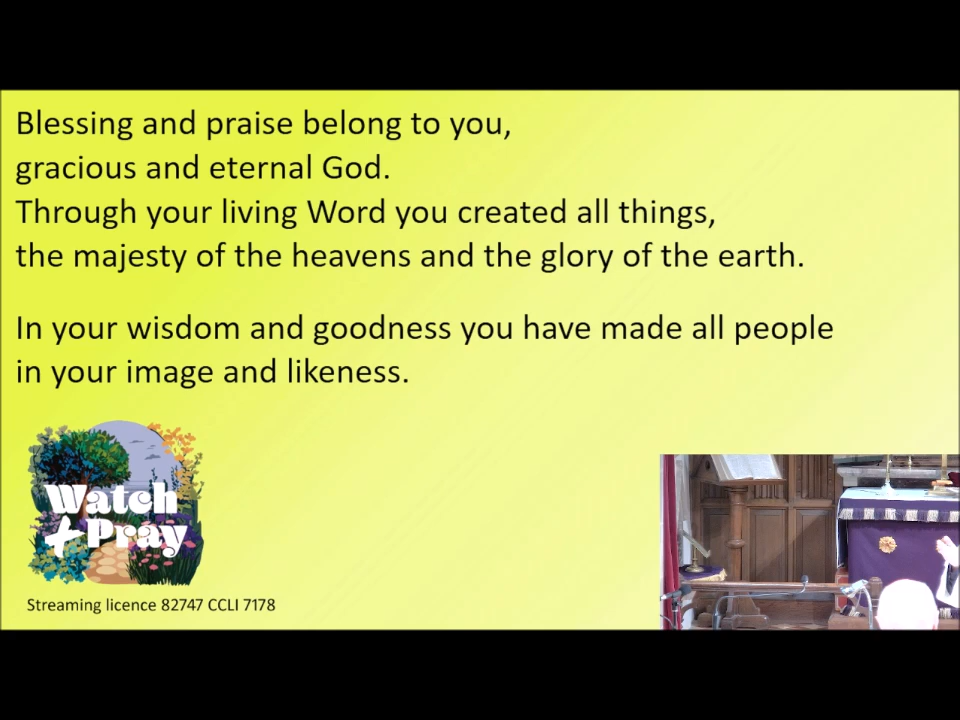 Blessing and praise belong to you,
gracious and eternal God.
Through your living Word you created all things,
the majesty of the heavens and the glory of the earth.
In your wisdom and goodness you have made all people
in your image and likeness.
Watch
+Pray
Streaming licence 82747 CCLI 7178